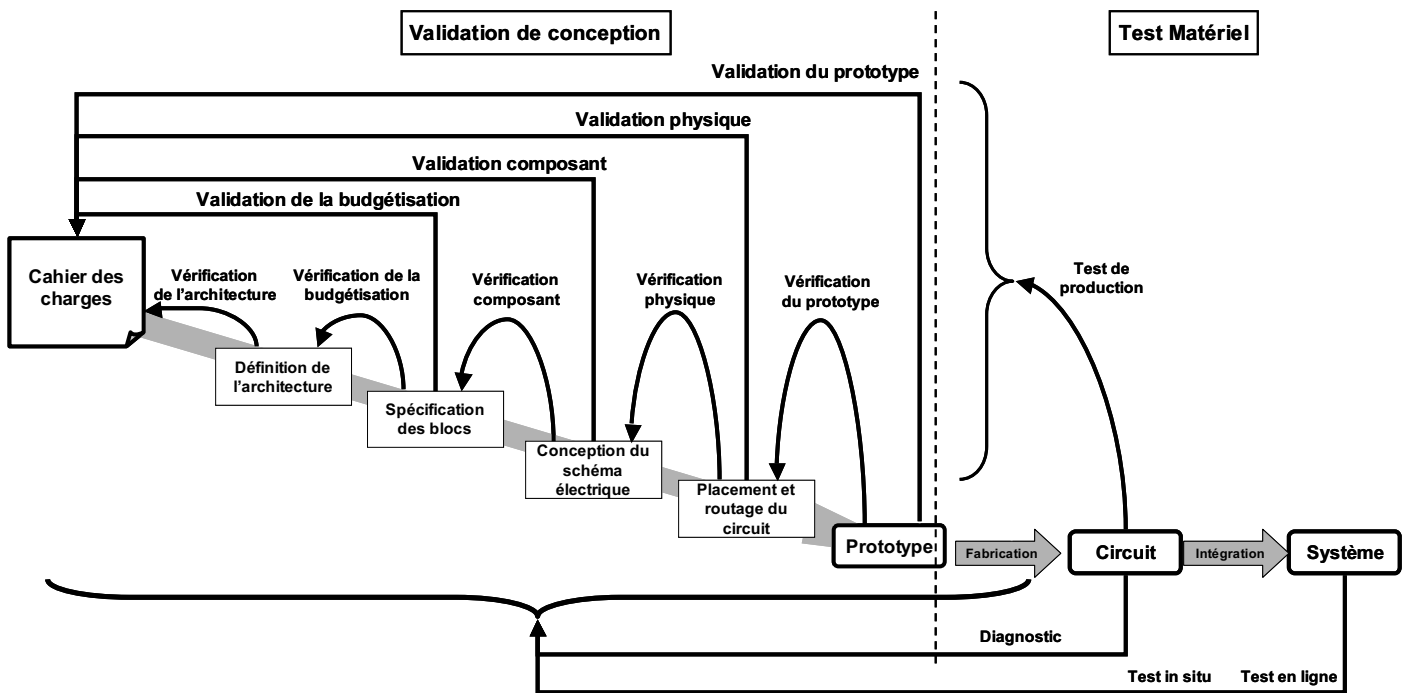 Validation de conception
Test Matériel
Validation du prototype
Validation physique
Validation composant
Validation de la budgétisation
Cahier des
charges
Vérification
de l'architecture
Vérification de la
budgétisation
Vérification
composant
Vérification
physique
Vérification
du prototype
Test de
production
Définition de
l'architecture
Spécification
des blocs
Conception du
schéma
électrique
Placement et
routage du
circuit
Prototype
Fabrication
Circuit
Intégration
Système
Diagnostic
Test in situ
Test en ligne